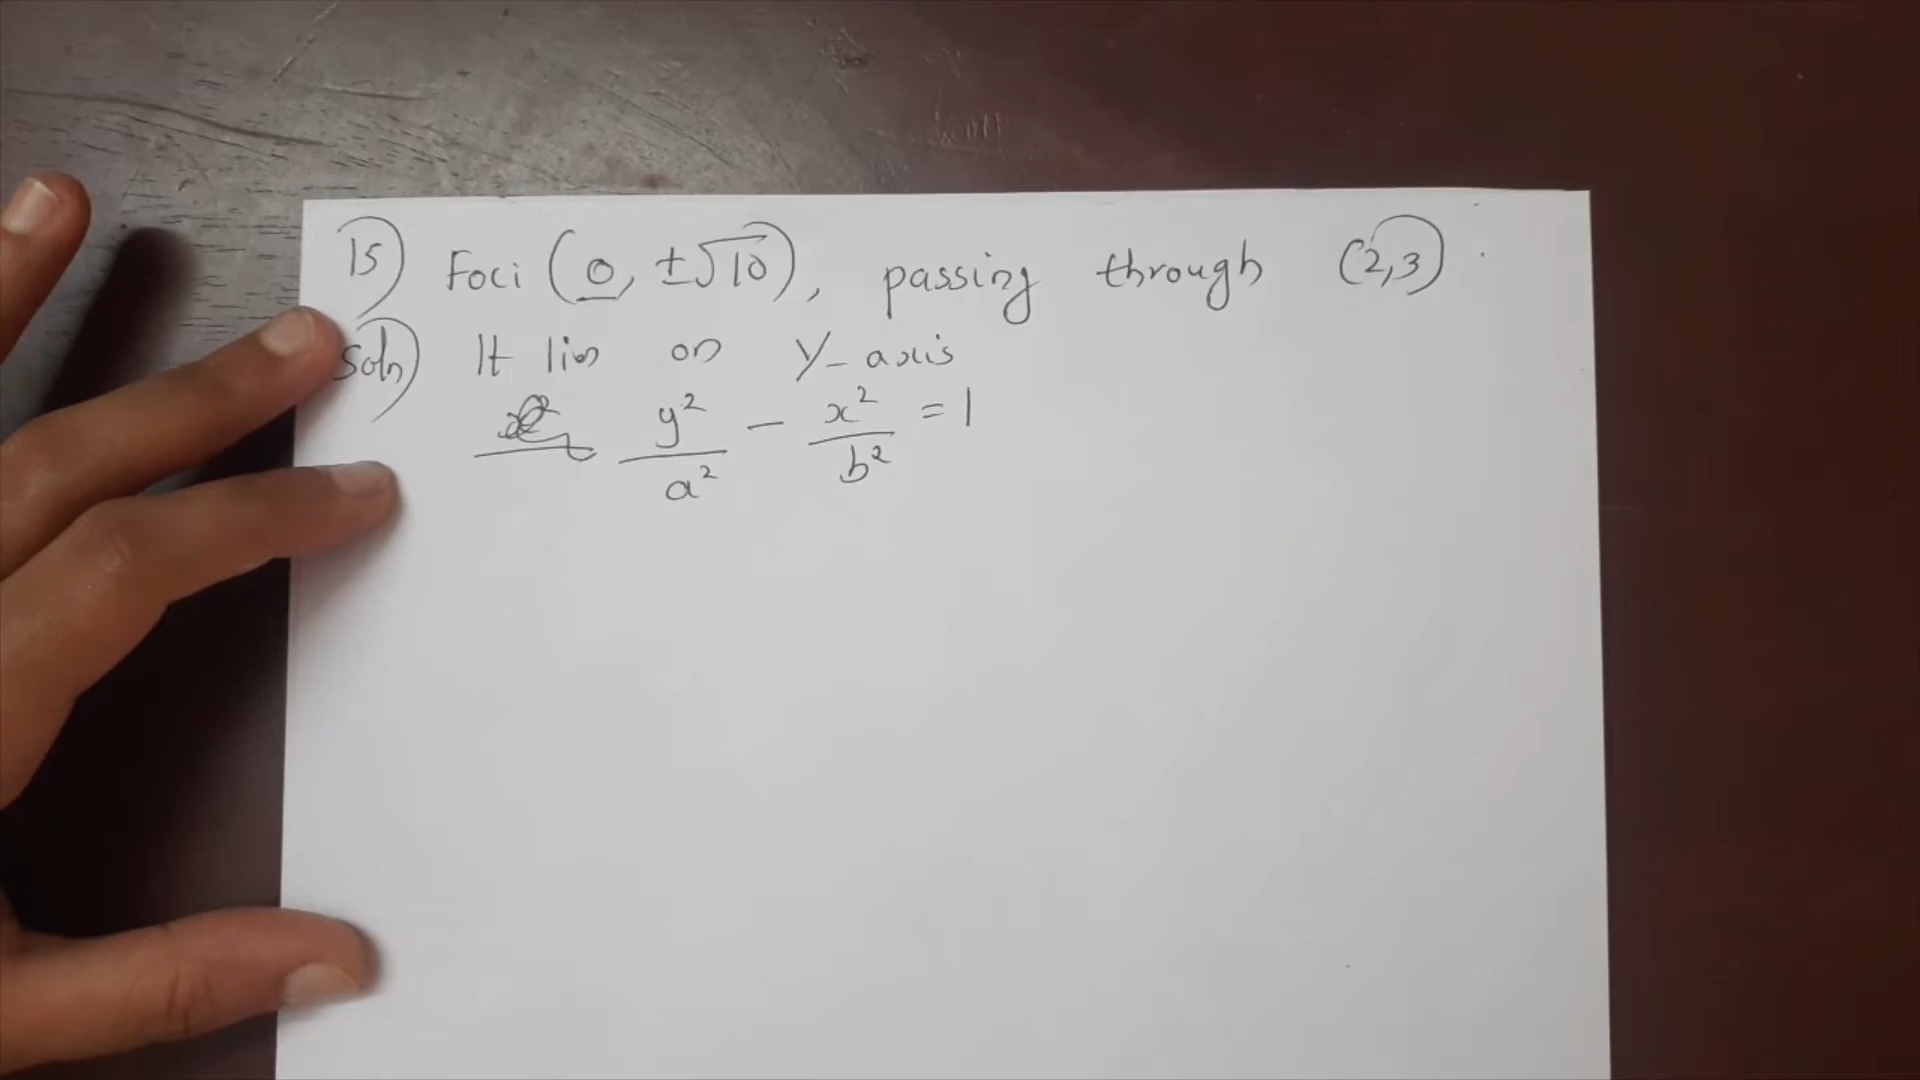 15) Foci (0, ±√10), passing through (2,3).
Soln) It lies on Y-axis
y²/a² - x²/b² = 1